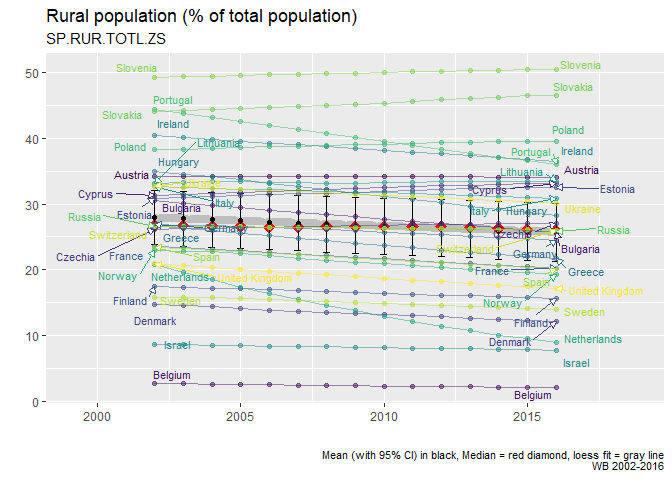 Rural population (% of total population)
SP.RUR.TOTL.ZS
50
40
30
20
10
0
Slovenia
Slovakia
Portugal
Ireland
Lithuania
Poland
Hungary
Austria
Cyprus
Italy
Bulgaria
Estonia
Russia
Switzerland
Germany
Greece
Czechia
France
Spain
Norway
Netherlands
United Kingdom
Finland
Sweden
Denmark
Israel
Belgium
Slovenia
Slovakia
Poland
Portugal
Ireland
Lithuania
Austria
Cyprus
Estonia
Italy
Hungary
Ukraine
Czechia
Russia
Switzerland
Bulgaria
Germany
France
Greece
Spain
United Kingdom
Norway
Sweden
Finland
Denmark
Netherlands
Israel
Belgium
2000
2005
2010
2015
Mean (with 95% CI) in black, Median = red diamond, loess fit = gray line
WB 2002-2016